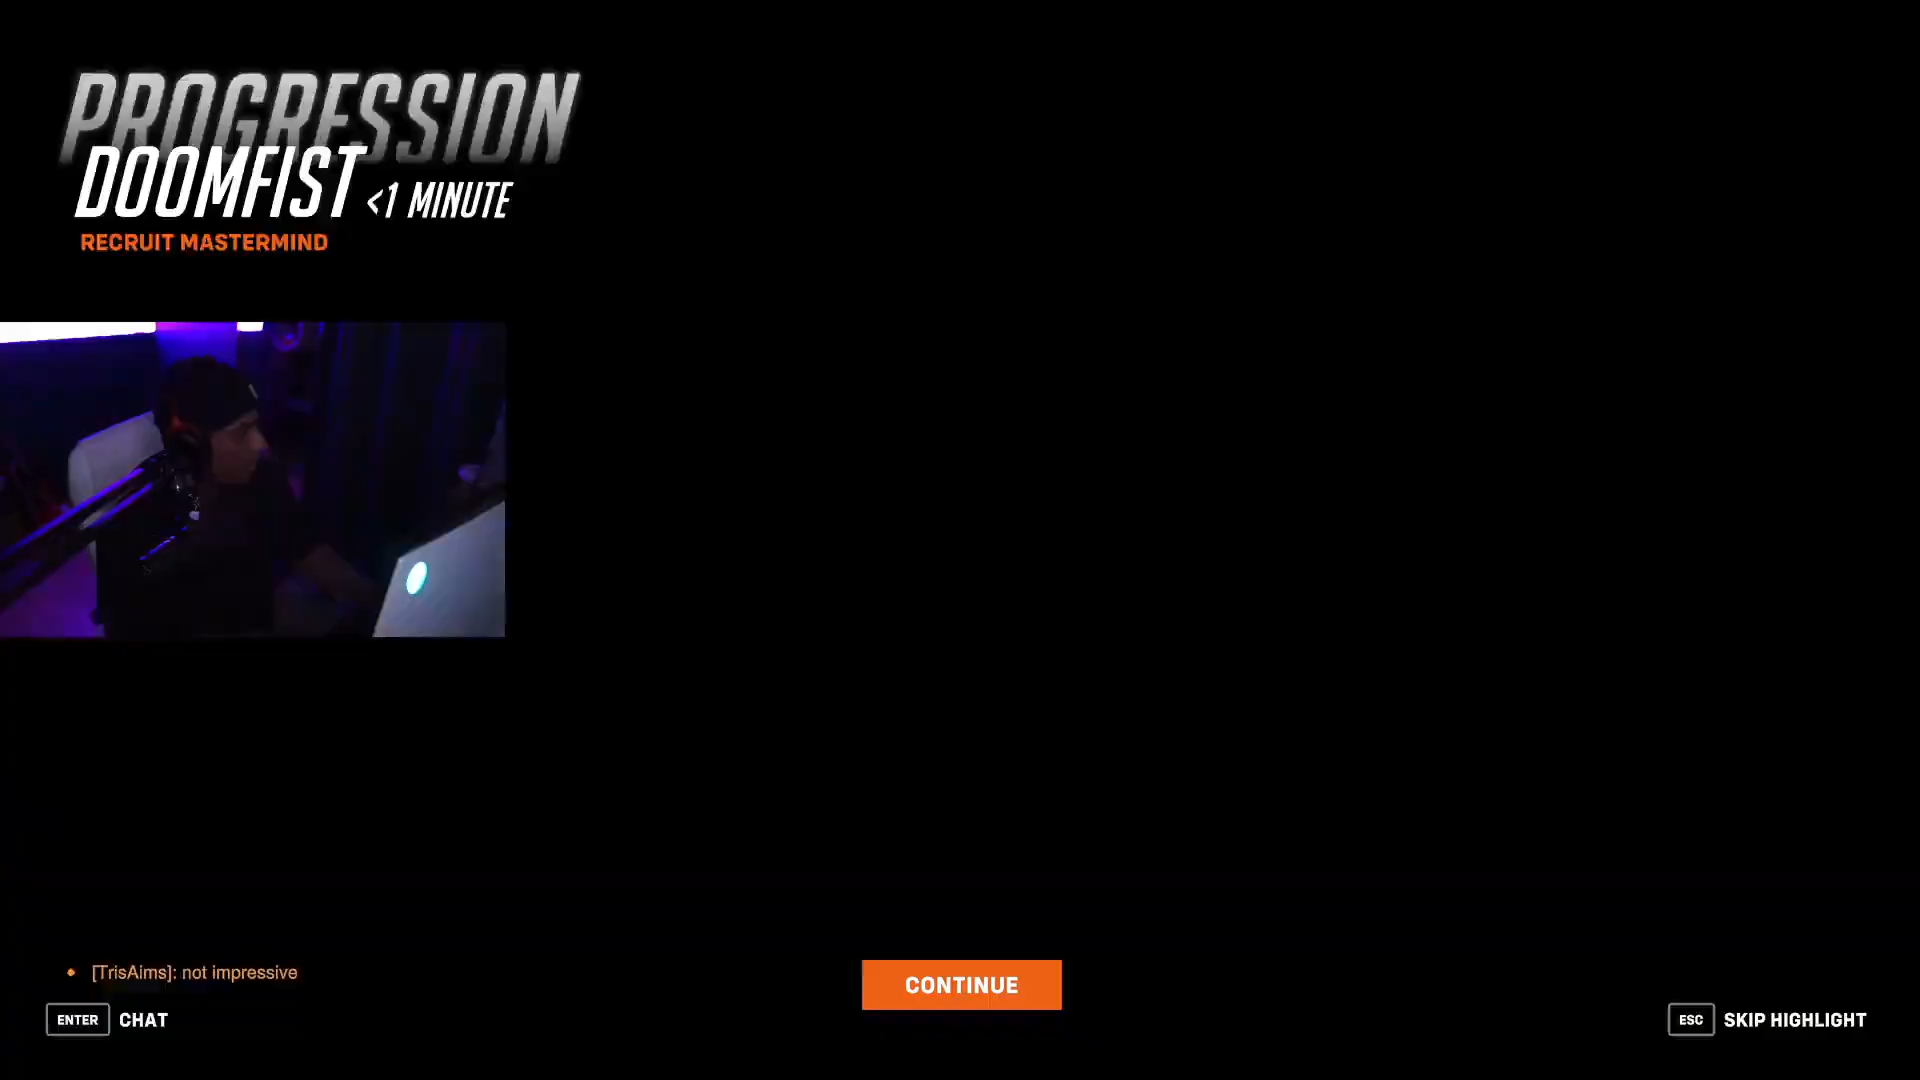 PROGRESSION
DOOMFIST <1 MINUTE
RECRUIT MASTERMIND
[TrisAims]: not impressive
CONTINUE
ENTER CHAT
ESC SKIP HIGHLIGHT